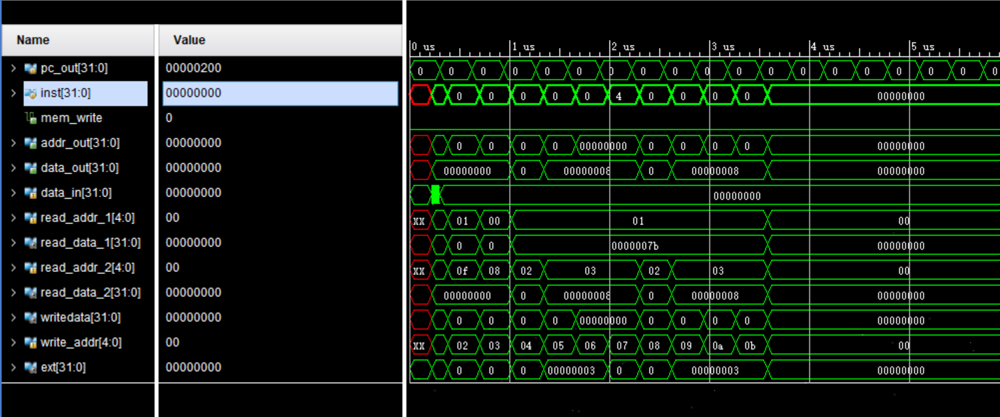 Name Value
0 us 1 us 2 us 3 us 4 us 5 us
pc_out[31:0] 00000200 0 0 0 0 0 0 0 0 0 0 0 0 0 0 0 0 0 0
inst[31:0] 00000000 0 0 0 0 0 4 0 0 0 0 00000000
mem_write 0
addr_out[31:0] 00000000 0 0 0 0 00000000 0 0 0 0 00000000
data_out[31:0] 00000000 00000000 0 00000008 0 00000008 00000000
data_in[31:0] 00000000 00000000
read_addr_1[4:0] 00 XX 01 00 01 00
read_data_1[31:0] 00000000 0 0 0000007b 00000000
read_addr_2[4:0] 00 XX 0f 08 02 03 02 03 00
read_data_2[31:0] 00000000 00000000 0 00000008 0 00000008 00000000
writedata[31:0] 00000000 0 0 0 0 00000000 0 0 0 0 00000000
write_addr[4:0] 00 XX 02 03 04 05 06 07 08 09 0a 0b 00
ext[31:0] 00000000 0 0 0 00000003 0 0 00000003 00000000